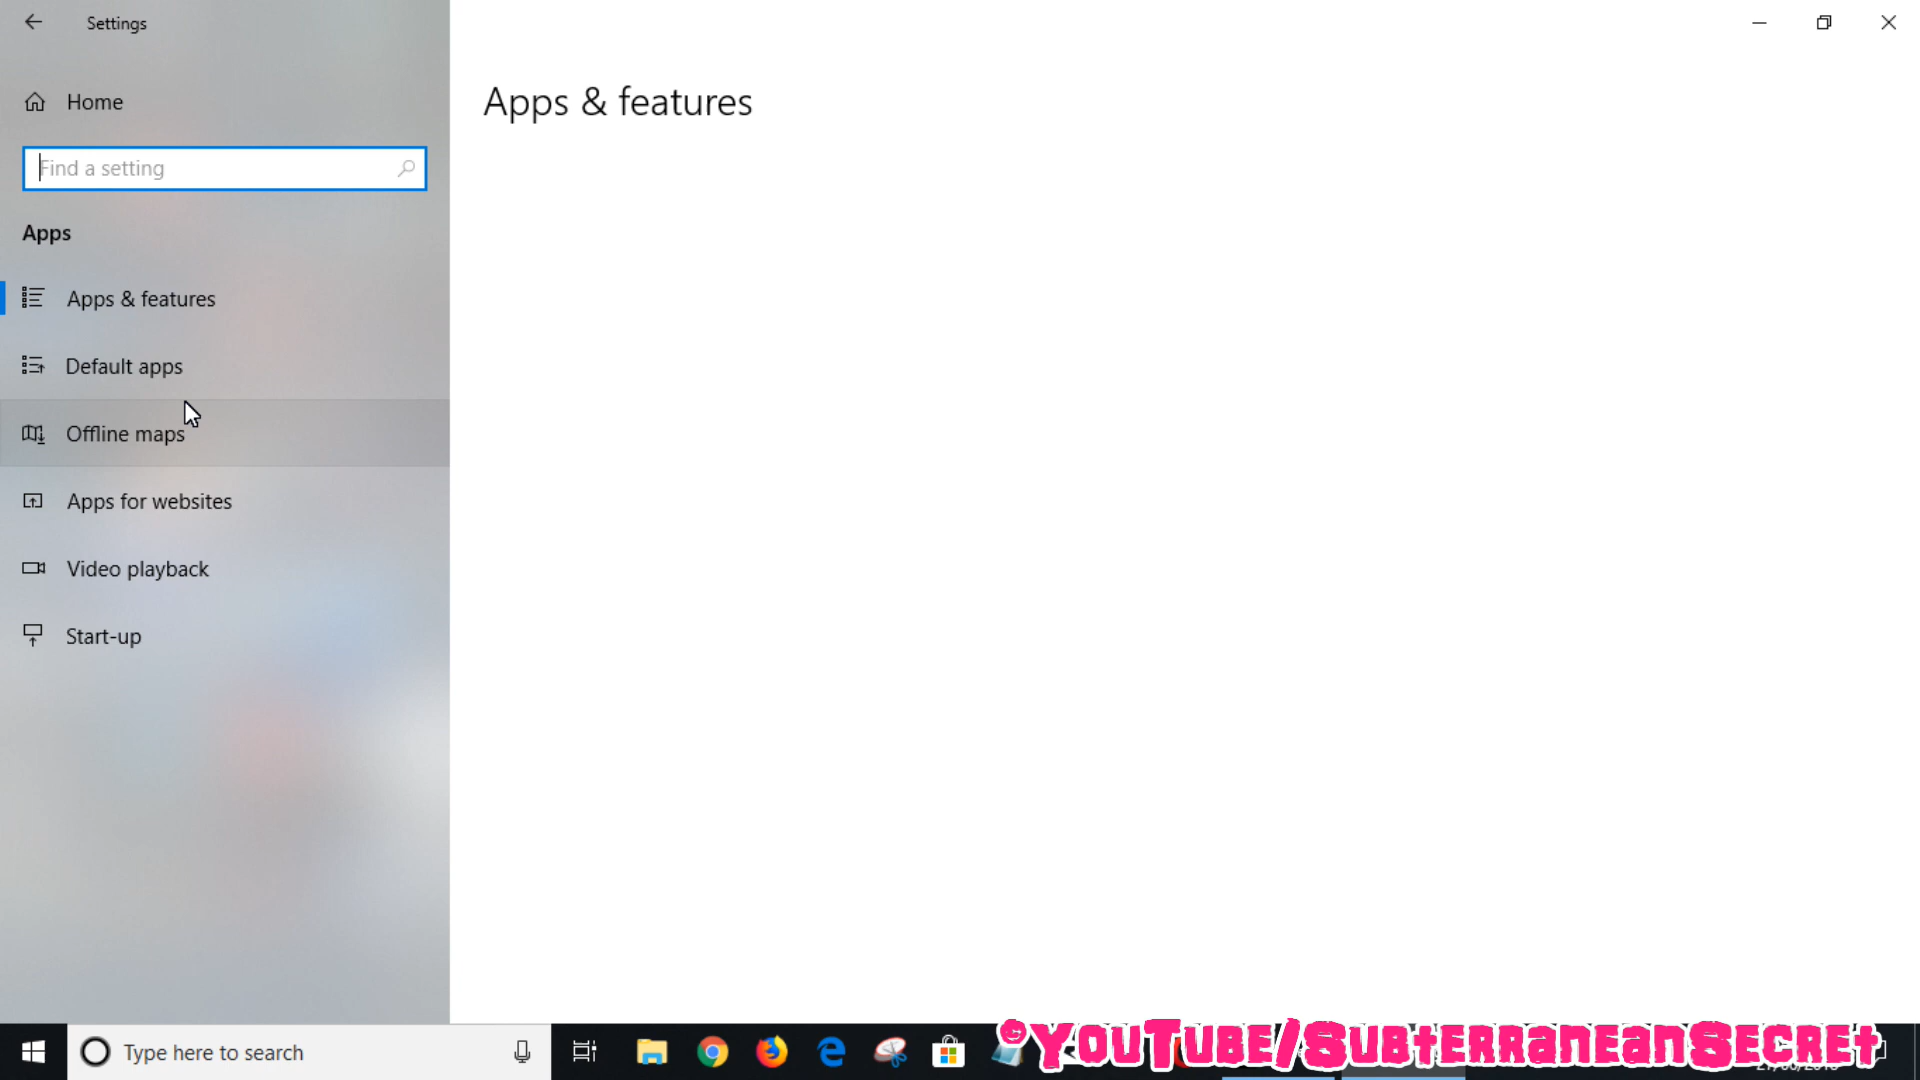 Settings
Home
Find a setting
Apps
Apps & features
Default apps
Offline maps
Apps for websites
Video playback
Start-up
Apps & features
Type here to search
©YouTube/SubterraneanSecret